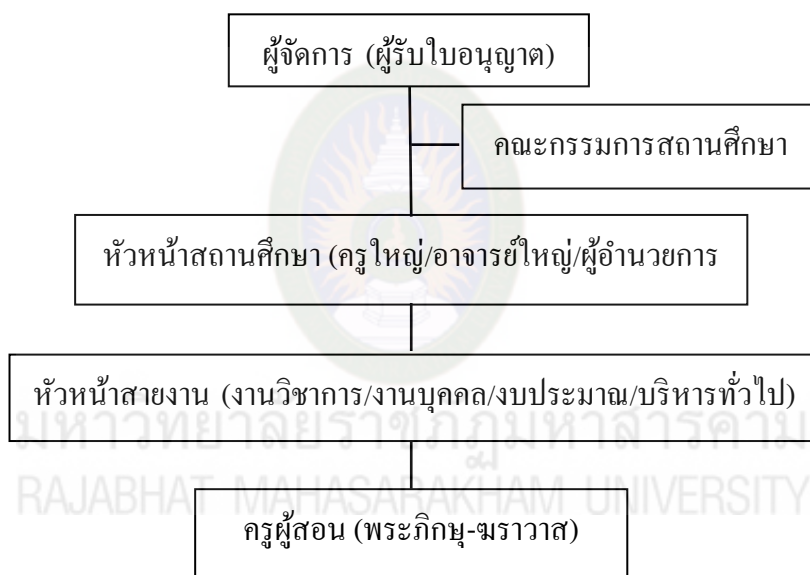 ผู้จัดการ (ผู้รับใบอนุญาต)
คณะกรรมการสถานศึกษา
หัวหน้าสถานศึกษา (ครูใหญ่/อาจารย์ใหญ่/ผู้อำนวยการ
หัวหน้าสายงาน (งานวิชาการ/งานบุคคล/งบประมาณ/บริหารทั่วไป)
มหาวิทยาลัยราชภัฏมหาสารคาม
RAJABHAT MAHASARAKHAM UNIVERSITY
ครูผู้สอน (พระภิกษุ-ฆราวาส)